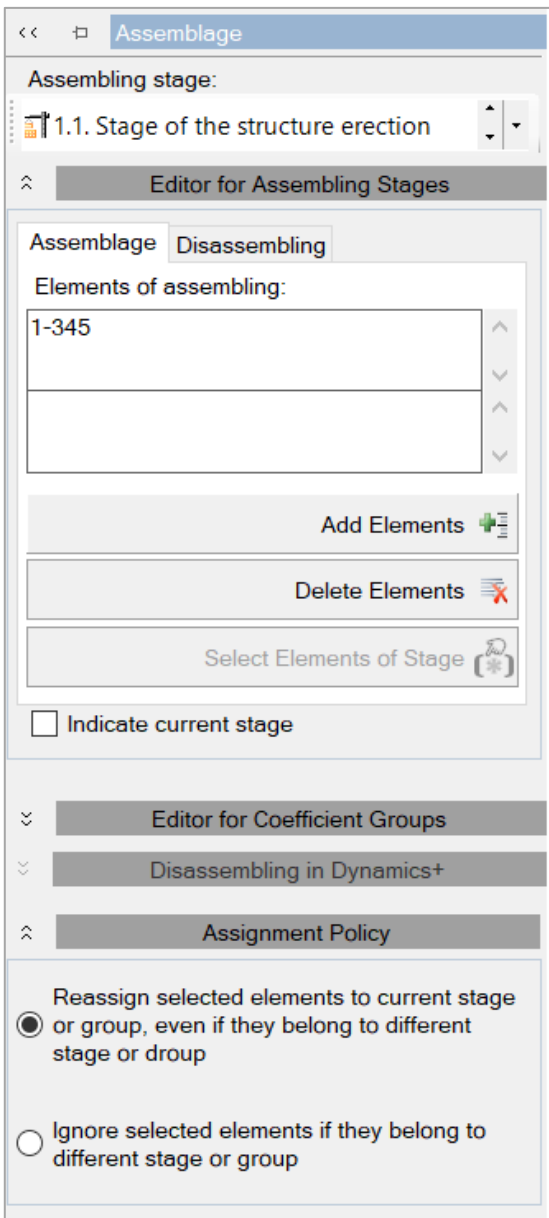 Assemblage
Assembling stage:
1.1. Stage of the structure erection
Editor for Assembling Stages
Assemblage Disassembling
Elements of assembling:
1-345
Add Elements
Delete Elements
Select Elements of Stage
Indicate current stage
Editor for Coefficient Groups
Disassembling in Dynamics+
Assignment Policy
Reassign selected elements to current stage
or group, even if they belong to different
stage or droup
Ignore selected elements if they belong to
different stage or group